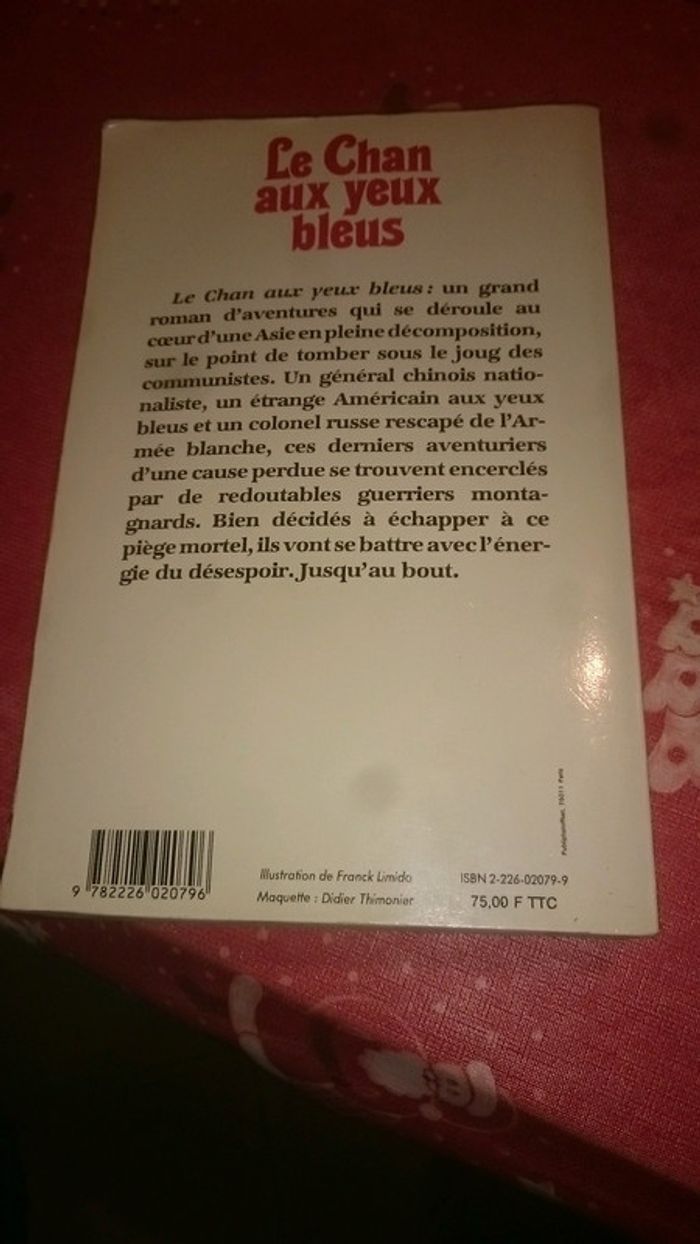 Le Chan
aux yeux
bleus
Le Chan aux yeux bleus : un grand
roman d'aventures qui se déroule au
cœur d'une Asie en pleine décomposition,
sur le point de tomber sous le joug des
communistes. Un général chinois natio-
naliste, un étrange Américain aux yeux
bleus et un colonel russe rescapé de l'Ar-
mée blanche, ces derniers aventuriers
d'une cause perdue se trouvent encerclés
par de redoutables guerriers monta-
gnards. Bien décidés à échapper à ce
piège mortel, ils vont se battre avec l'éner-
gie du désespoir. Jusqu'au bout.
75011 Paris
9 782226 020796
Illustration de Franck Limido
Maquette : Didier Thimonier
ISBN 2-226-02079-9
75,00 F TTC